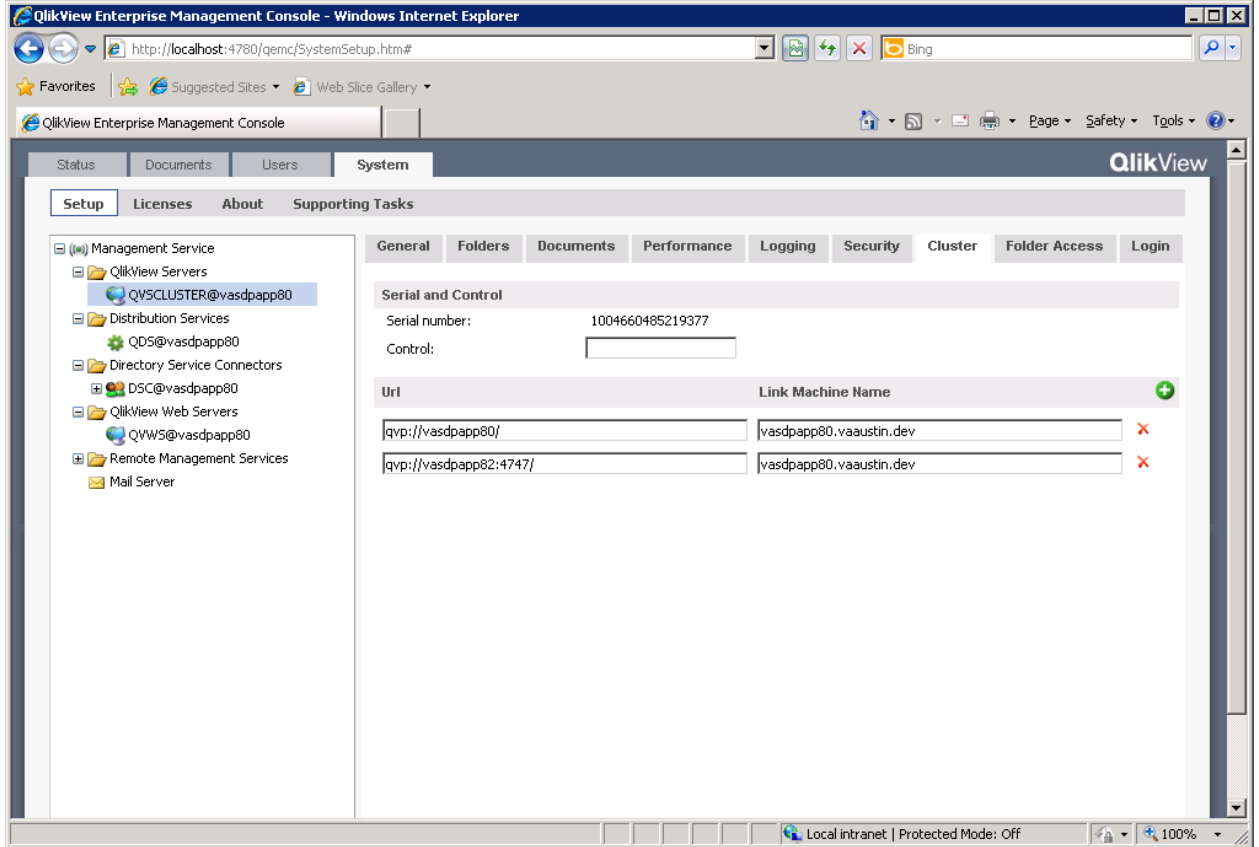 QlikView Enterprise Management Console - Windows Internet Explorer
http://localhost:4780/qemc/SystemSetup.htm#
Bing
Favorites Suggested Sites Web Slice Gallery
QlikView Enterprise Management Console
Page Safety Tools
Status Documents Users System
QlikView
Setup Licenses About Supporting Tasks
Management Service
QlikView Servers
QVSCLUSTER@vasdpapp80
Distribution Services
QDS@vasdpapp80
Directory Service Connectors
DSC@vasdpapp80
QlikView Web Servers
QVWS@vasdpapp80
Remote Management Services
Mail Server
General Folders Documents Performance Logging Security Cluster Folder Access Login
Serial and Control
Serial number: 1004660485219377
Control:
Url Link Machine Name
qvp://vasdpapp80/ vasdpapp80.vaaustin.dev
qvp://vasdpapp82:4747/ vasdpapp80.vaaustin.dev
Local intranet | Protected Mode: Off 100%